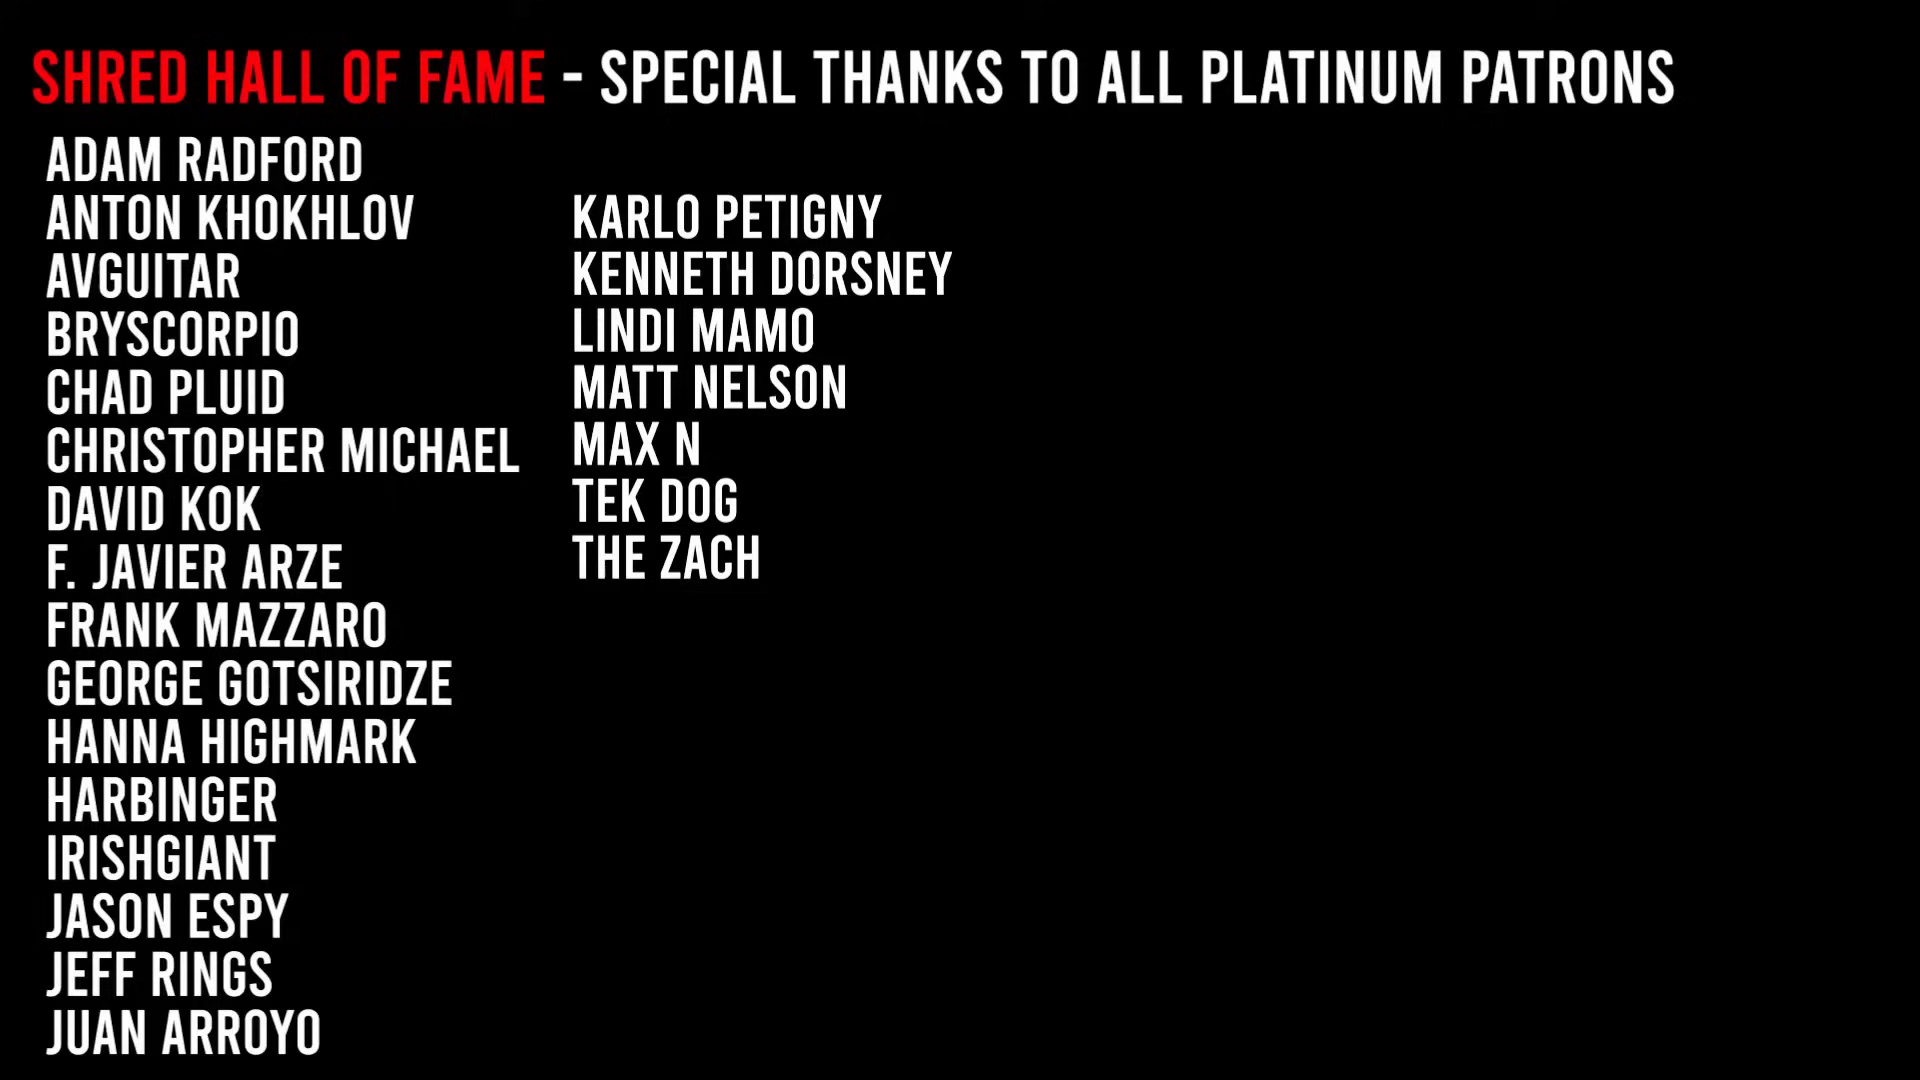 SHRED HALL OF FAME - SPECIAL THANKS TO ALL PLATINUM PATRONS
ADAM RADFORD
ANTON KHOKHLOV
AVGUITAR
BRYSCORPIO
CHAD PLUID
CHRISTOPHER MICHAEL
DAVID KOK
F. JAVIER ARZE
FRANK MAZZARO
GEORGE GOTSIRIDZE
HANNA HIGHMARK
HARBINGER
IRISHGIANT
JASON ESPY
JEFF RINGS
JUAN ARROYO
KARLO PETIGNY
KENNETH DORSNEY
LINDI MAMO
MATT NELSON
MAX N
TEK DOG
THE ZACH